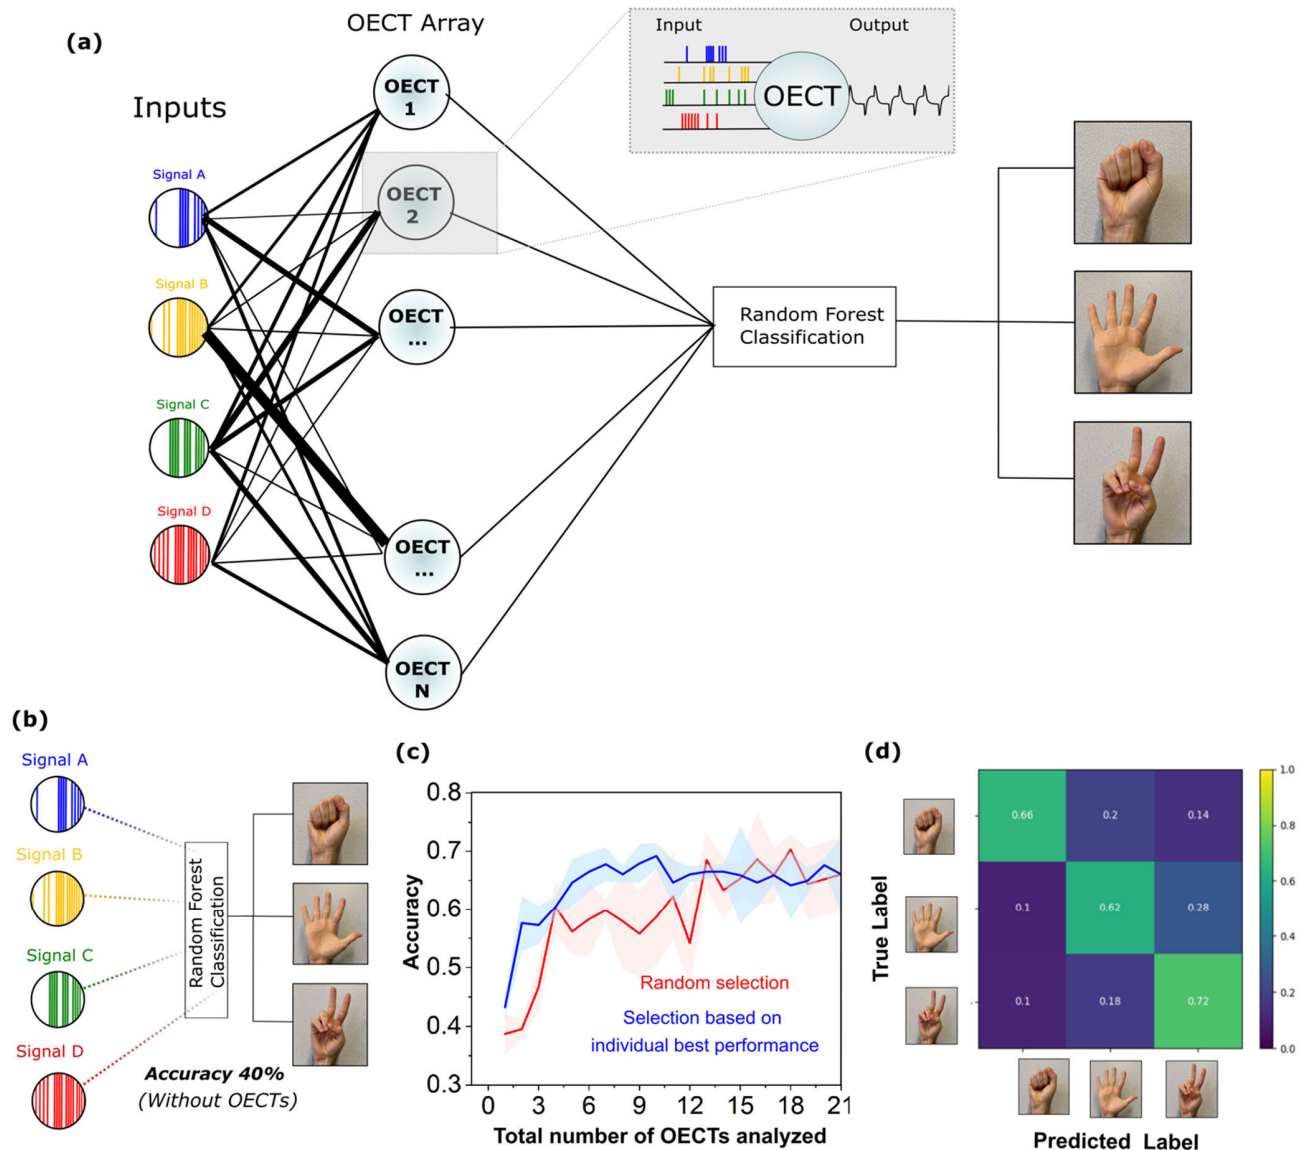 (a)
OECT Array
Inputs
Signal A
Signal B
Signal C
Signal D
OECT
1
OECT
2
OECT
...
OECT
...
OECT
N
Input
Output
OECT
Random Forest
Classification
(b)
Signal A
Signal B
Signal C
Signal D
Random Forest
Classification
Accuracy 40%
(Without OECTs)
(c)
Accuracy
0.8
0.7
0.6
0.5
0.4
0.3
0 3 6 9 12 15 18 21
Random selection
Selection based on
individual best performance
Total number of OECTs analyzed
(d)
True Label
0.66 0.2 0.14
0.1 0.62 0.28
0.1 0.18 0.72
1.0
0.8
0.6
0.4
0.2
0.0
Predicted Label